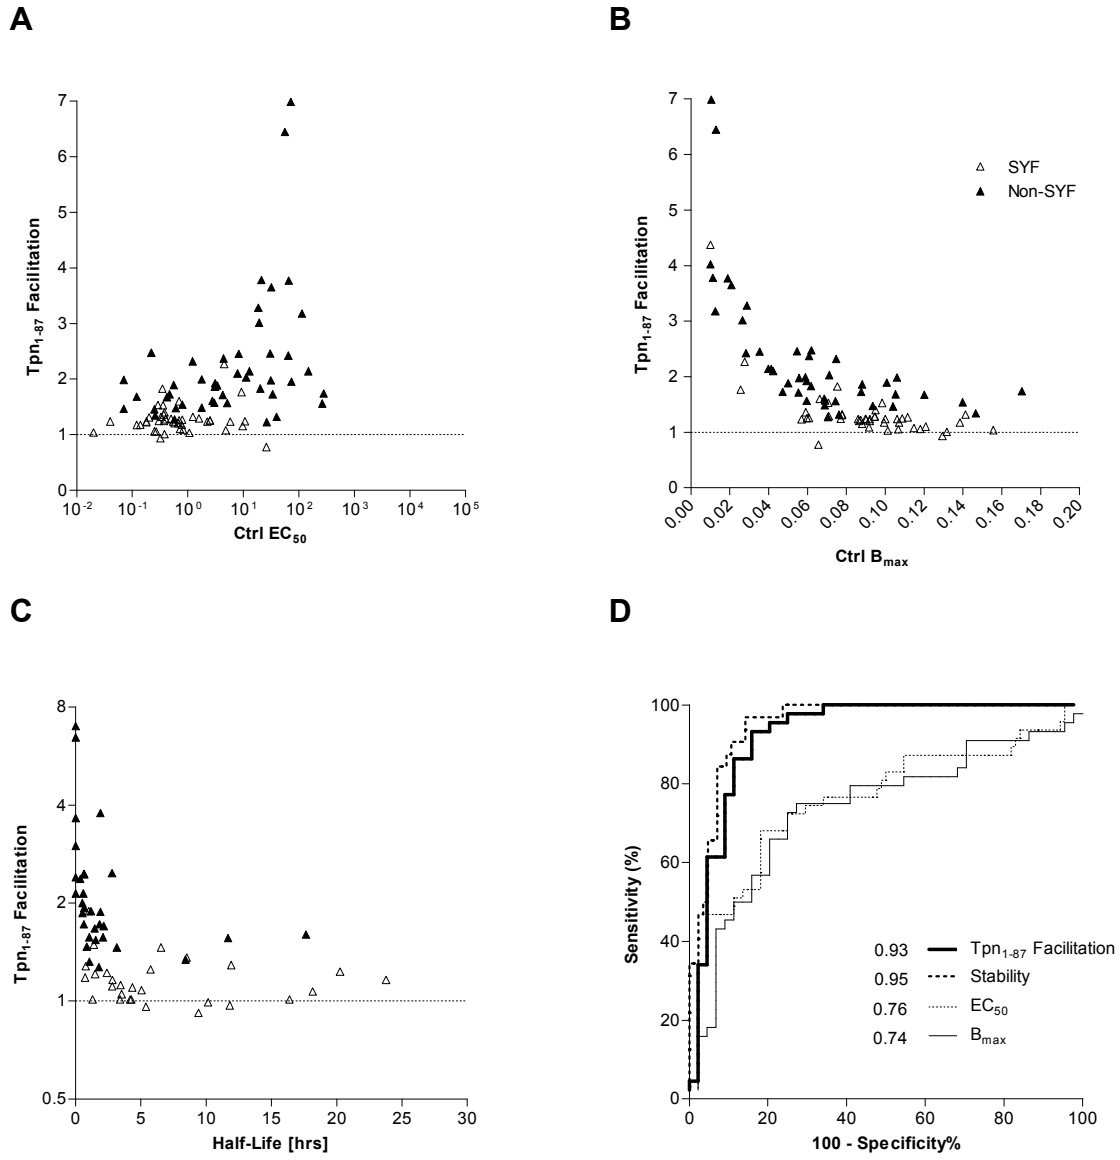 A
Tpn1-87 Facilitation
7
6
5
4
3
2
1
0
10-2 10-1 100 101 102 103 104 105
Ctrl EC50
B
Tpn1-87 Facilitation
7
6
5
4
3
2
1
0
SYF
Non-SYF
0.00 0.02 0.04 0.06 0.08 0.10 0.12 0.14 0.16 0.18 0.20
Ctrl Bmax
C
Tpn1-87 Facilitation
8
4
2
1
0.5
0 5 10 15 20 25 30
Half-Life [hrs]
D
Sensitivity (%)
100
80
60
40
20
0
0.93 Tpn1-87 Facilitation
0.95 Stability
0.76 EC50
0.74 Bmax
0 20 40 60 80 100
100 - Specificity%